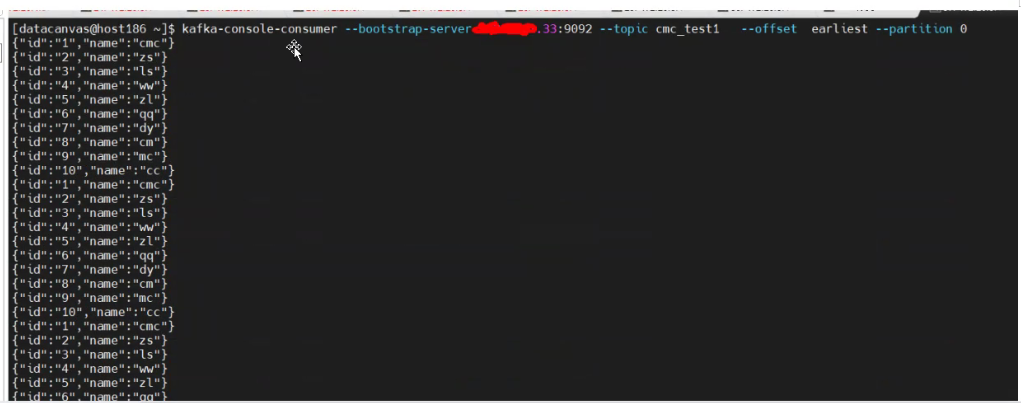 [datacanvas@host186 ~]$ kafka-console-consumer --bootstrap-server .33:9092 --topic cmc_test1 --offset earliest --partition 0
{"id":"1","name":"cmc"}
{"id":"2","name":"zs"}
{"id":"3","name":"ls"}
{"id":"4","name":"ww"}
{"id":"5","name":"zl"}
{"id":"6","name":"qq"}
{"id":"7","name":"dy"}
{"id":"8","name":"cm"}
{"id":"9","name":"mc"}
{"id":"10","name":"cc"}
{"id":"1","name":"cmc"}
{"id":"2","name":"zs"}
{"id":"3","name":"ls"}
{"id":"4","name":"ww"}
{"id":"5","name":"zl"}
{"id":"6","name":"qq"}
{"id":"7","name":"dy"}
{"id":"8","name":"cm"}
{"id":"9","name":"mc"}
{"id":"10","name":"cc"}
{"id":"1","name":"cmc"}
{"id":"2","name":"zs"}
{"id":"3","name":"ls"}
{"id":"4","name":"ww"}
{"id":"5","name":"zl"}
{"id":"6","name":"qq"}